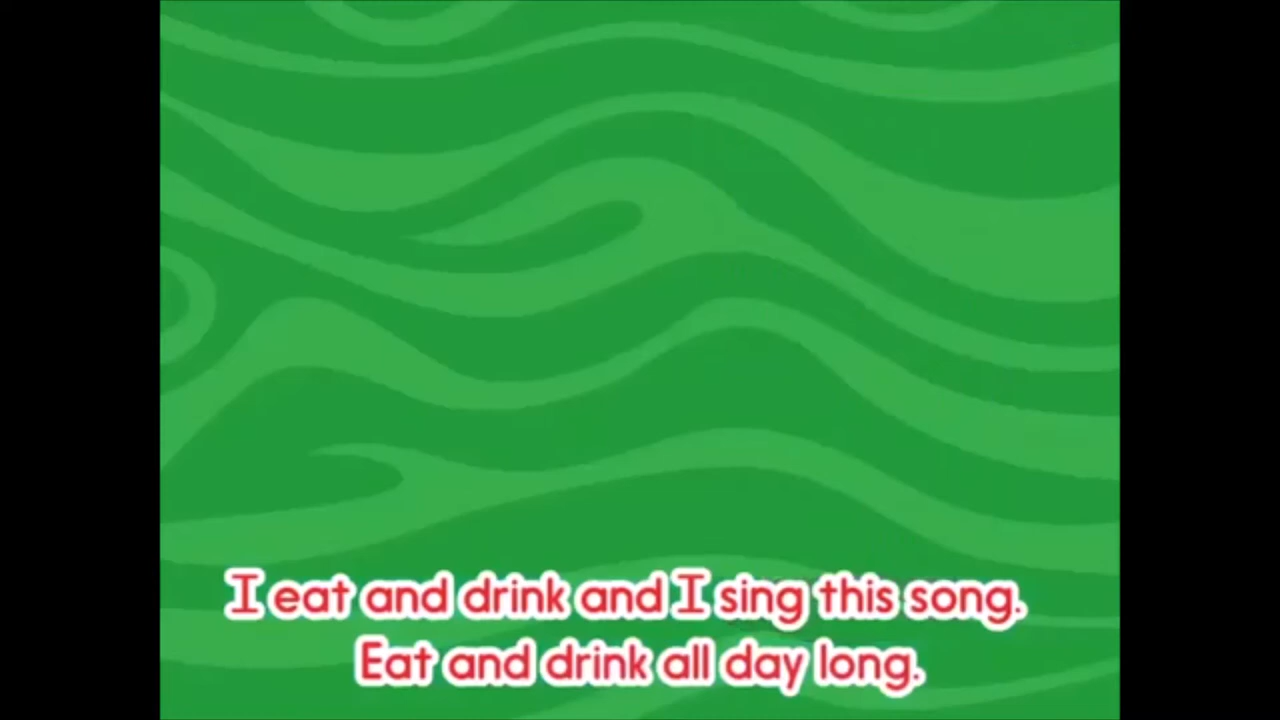 I eat and drink and I sing this song.
Eat and drink all day long.